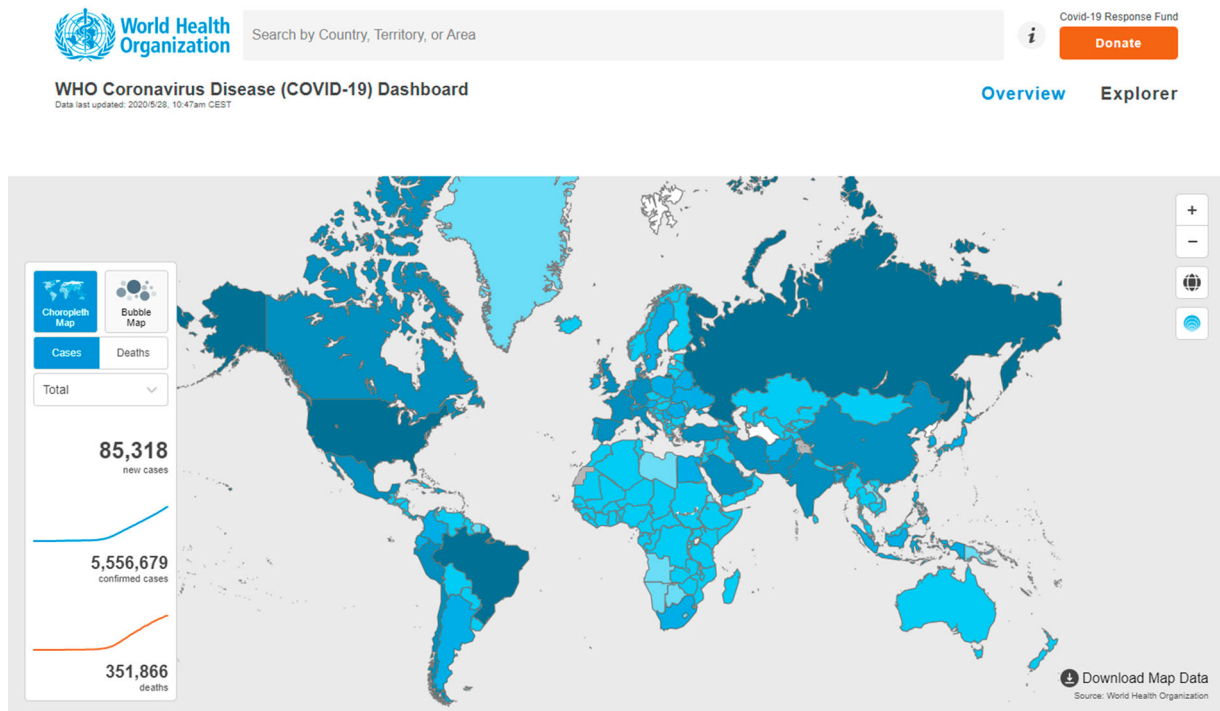 World Health
Organization
Search by Country, Territory, or Area
i
Covid-19 Response Fund
Donate
WHO Coronavirus Disease (COVID-19) Dashboard
Data last updated: 2020/5/28, 10:47am CEST
Overview
Explorer
+
−
Choropleth
Map
Bubble
Map
Cases
Deaths
Total
85,318
new cases
5,556,679
confirmed cases
351,866
deaths
Download Map Data
Source: World Health Organization